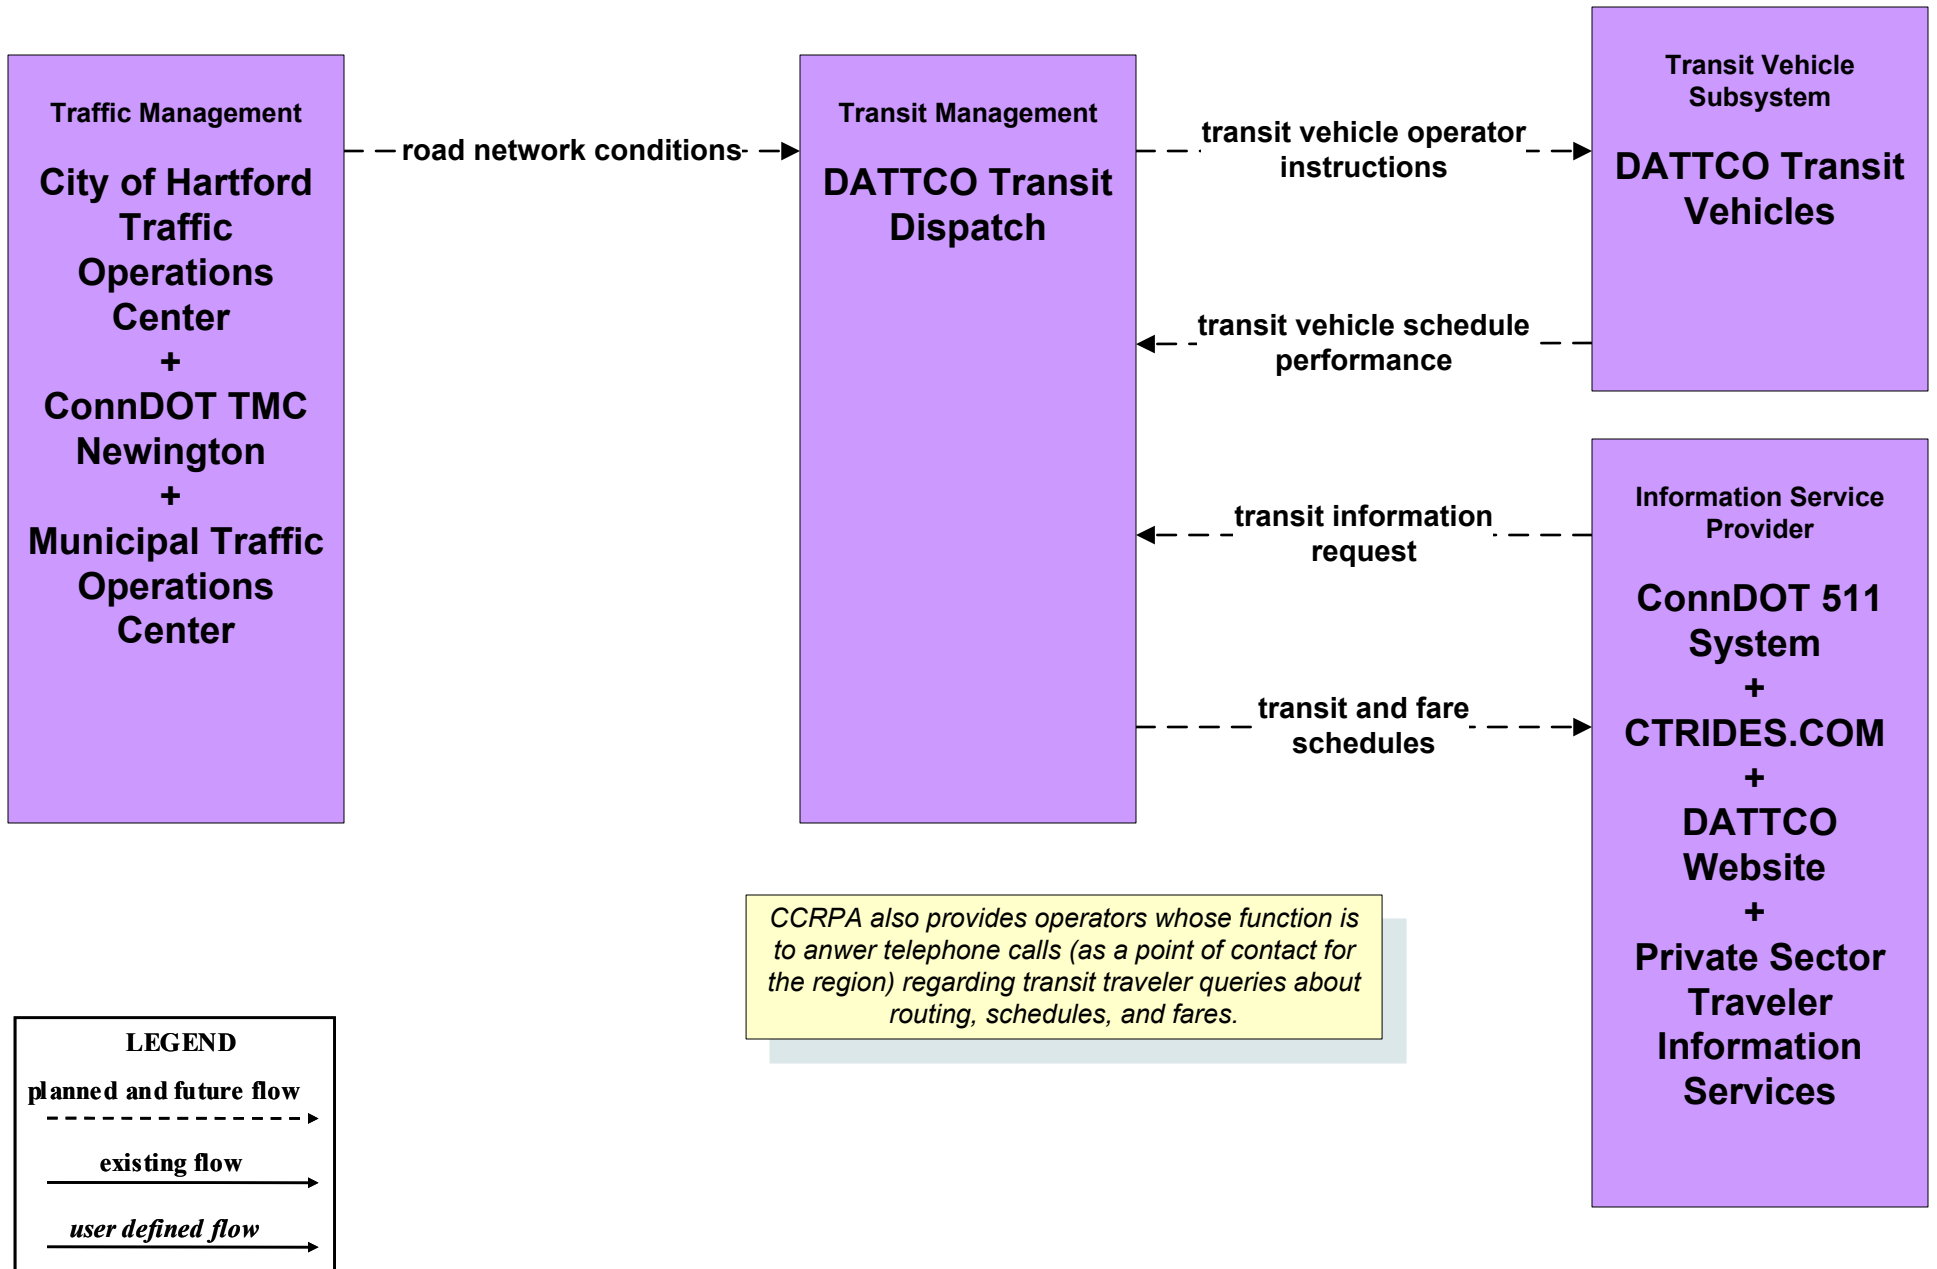 Traffic Management
City of Hartford
Traffic
Operations
Center
+
ConnDOT TMC
Newington
+
Municipal Traffic
Operations
Center
road network conditions
Transit Management
DATTCO Transit
Dispatch
transit vehicle operator
instructions
transit vehicle schedule
performance
transit information
request
transit and fare
schedules
Transit Vehicle
Subsystem
DATTCO Transit
Vehicles
Information Service
Provider
ConnDOT 511
System
+
CTRIDES.COM
+
DATTCO
Website
+
Private Sector
Traveler
Information
Services
CCRPA also provides operators whose function is
to anwer telephone calls (as a point of contact for
the region) regarding transit traveler queries about
routing, schedules, and fares.
LEGEND
planned and future flow
existing flow
user defined flow